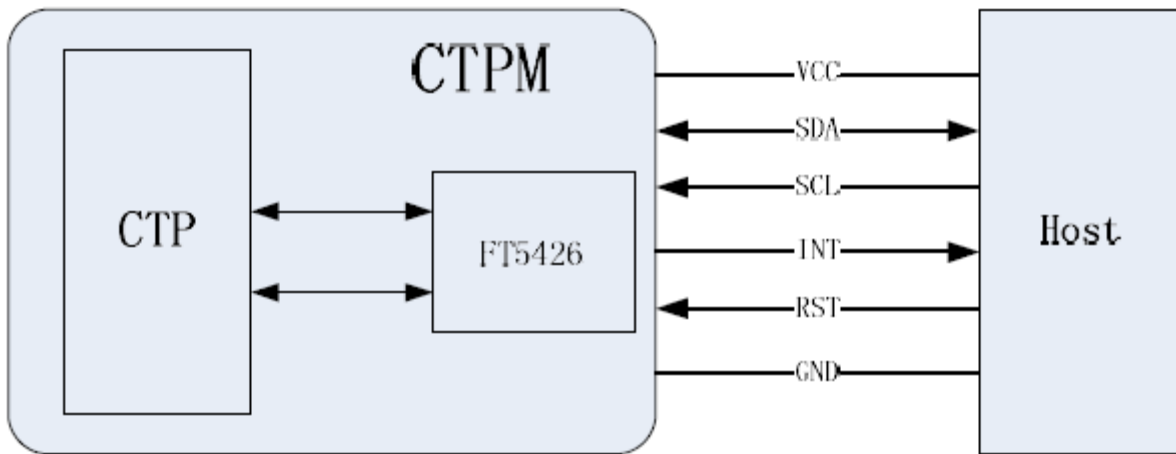 CTPM
CTP
FT5426
VCC
SDA
SCL
INT
RST
GND
Host